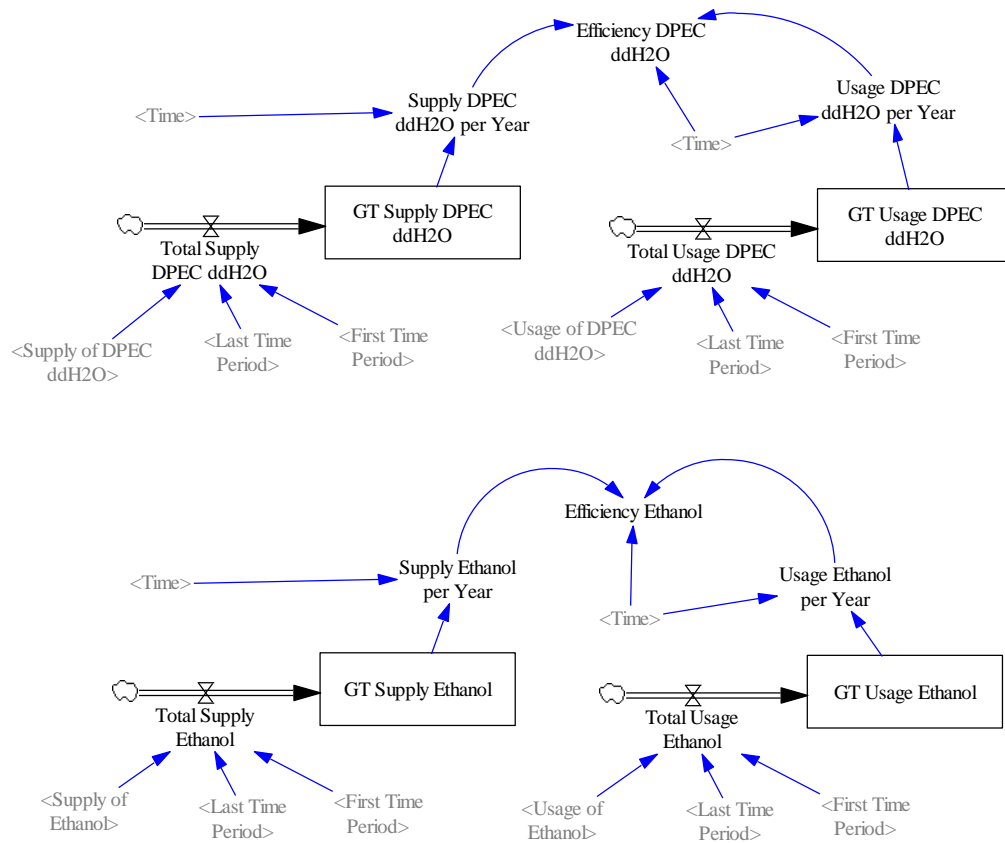 Efficiency DPEC
ddH2O
<Time>
Supply DPEC
ddH2O per Year
<Time>
Usage DPEC
ddH2O per Year
GT Supply DPEC
ddH2O
GT Usage DPEC
ddH2O
Total Supply
DPEC ddH2O
Total Usage DPEC
ddH2O
<Supply of DPEC
ddH2O>
<Last Time
Period>
<First Time
Period>
<Usage of DPEC
ddH2O>
<Last Time
Period>
<First Time
Period>
Efficiency Ethanol
<Time>
Supply Ethanol
per Year
<Time>
Usage Ethanol
per Year
GT Supply Ethanol
GT Usage Ethanol
Total Supply
Ethanol
Total Usage
Ethanol
<Supply of
Ethanol>
<Last Time
Period>
<First Time
Period>
<Usage of
Ethanol>
<Last Time
Period>
<First Time
Period>